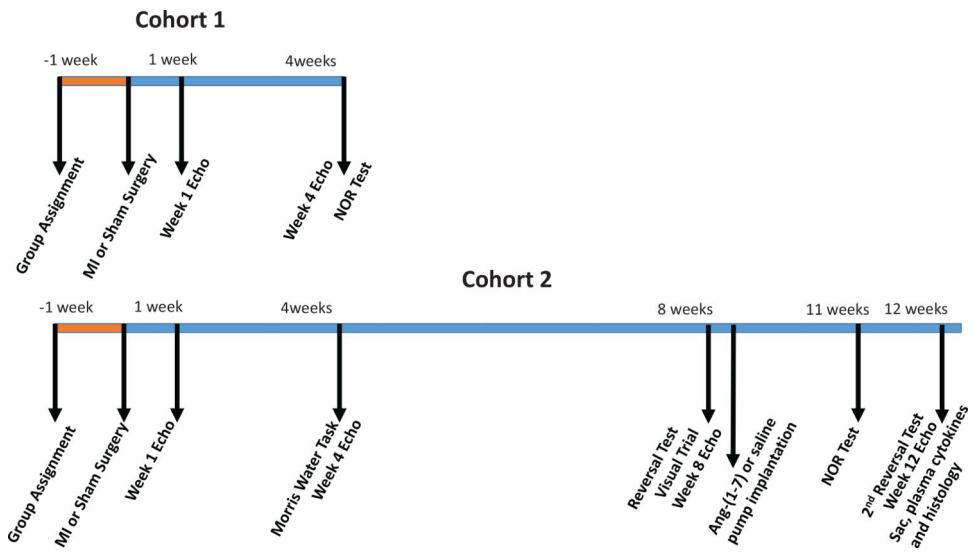 Cohort 1
-1 week
1 week
4weeks
Group Assignment
MI or Sham Surgery
Week 1 Echo
Week 4 Echo
NOR Test
Cohort 2
-1 week
1 week
4weeks
8 weeks
11 weeks
12 weeks
Group Assignment
MI or Sham Surgery
Week 1 Echo
Morris Water Task
Week 4 Echo
Reversal Test
Visual Trial
Week 8 Echo
Ang-(1-7) or saline
pump implantation
NOR Test
2nd Reversal Test
Week 12 Echo
Sac, plasma cytokines
and histology